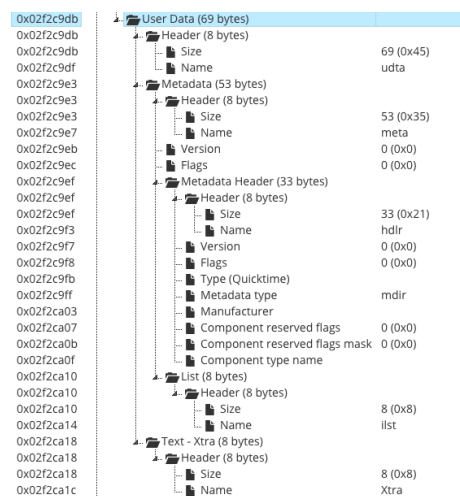 0x02f2c9db User Data (69 bytes)
0x02f2c9db Header (8 bytes)
0x02f2c9db Size 69 (0x45)
0x02f2c9df Name udta
0x02f2c9e3 Metadata (53 bytes)
0x02f2c9e3 Header (8 bytes)
0x02f2c9e3 Size 53 (0x35)
0x02f2c9e7 Name meta
0x02f2c9eb Version 0 (0x0)
0x02f2c9ec Flags 0 (0x0)
0x02f2c9ef Metadata Header (33 bytes)
0x02f2c9ef Header (8 bytes)
0x02f2c9ef Size 33 (0x21)
0x02f2c9f3 Name hdlr
0x02f2c9f7 Version 0 (0x0)
0x02f2c9f8 Flags 0 (0x0)
0x02f2c9fb Type (Quicktime)
0x02f2c9ff Metadata type mdir
0x02f2ca03 Manufacturer
0x02f2ca07 Component reserved flags 0 (0x0)
0x02f2ca0b Component reserved flags mask 0 (0x0)
0x02f2ca0f Component type name
0x02f2ca10 List (8 bytes)
0x02f2ca10 Header (8 bytes)
0x02f2ca10 Size 8 (0x8)
0x02f2ca14 Name ilst
0x02f2ca18 Text - Xtra (8 bytes)
0x02f2ca18 Header (8 bytes)
0x02f2ca18 Size 8 (0x8)
0x02f2ca1c Name Xtra